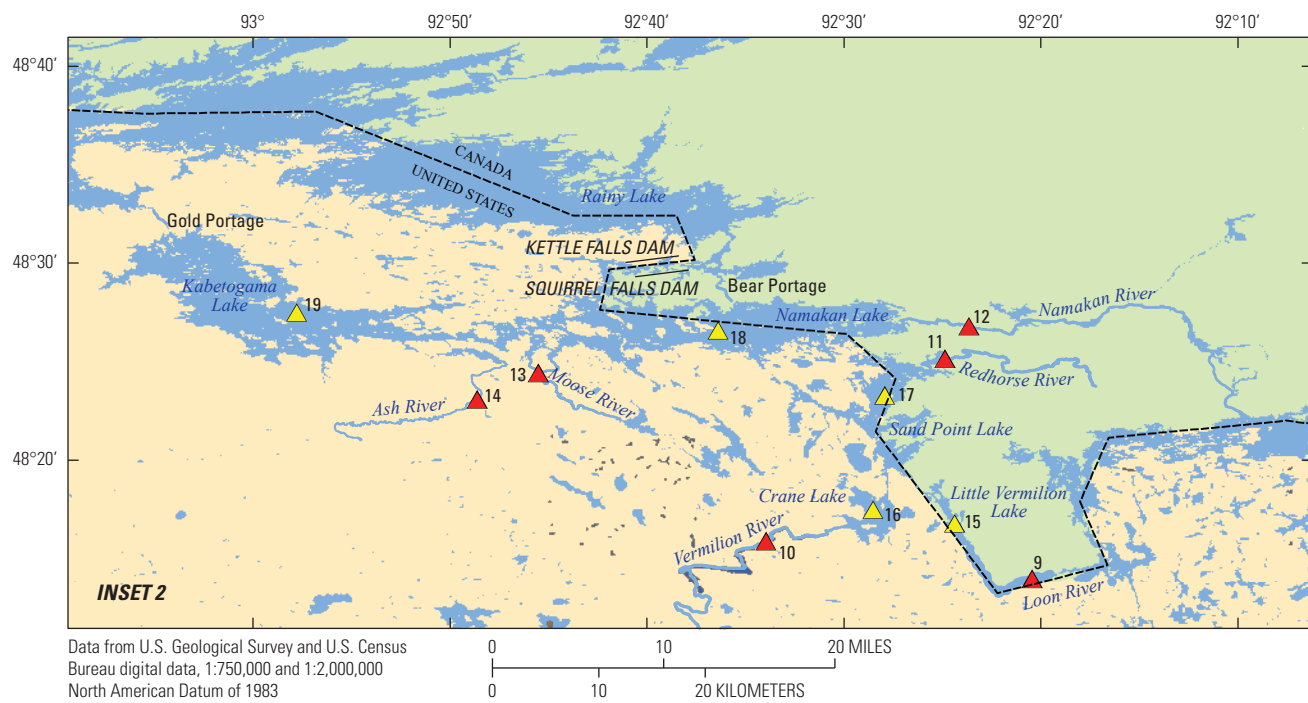 93° 92°50′ 92°40′ 92°30′ 92°20′ 92°10′
48°40′
CANADA
UNITED STATES
Rainy Lake
Gold Portage
KETTLE FALLS DAM
48°30′
SQUIRREL FALLS DAM
Bear Portage
Kabetogama
Lake
19
Namakan Lake
Namakan River
12
18
11
Redhorse River
13
Moose River
14
Ash River
17
Sand Point Lake
48°20′
Crane Lake
16
Little Vermilion
Lake
15
Vermilion River
10
9
Loon River
INSET 2
Data from U.S. Geological Survey and U.S. Census
Bureau digital data, 1:750,000 and 1:2,000,000
North American Datum of 1983
0 10 20 MILES
0 10 20 KILOMETERS